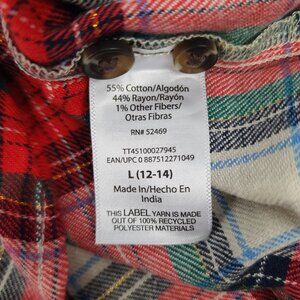 55% Cotton/Algodón
44% Rayon/Rayón
1% Other Fibers/
Otras Fibras
RN# 52469
TT45100027945
EAN/UPC 0 887512271049
L (12-14)
Made In/Hecho En
India
THIS LABEL YARN IS MADE
OUT OF 100% RECYCLED
POLYESTER MATERIALS